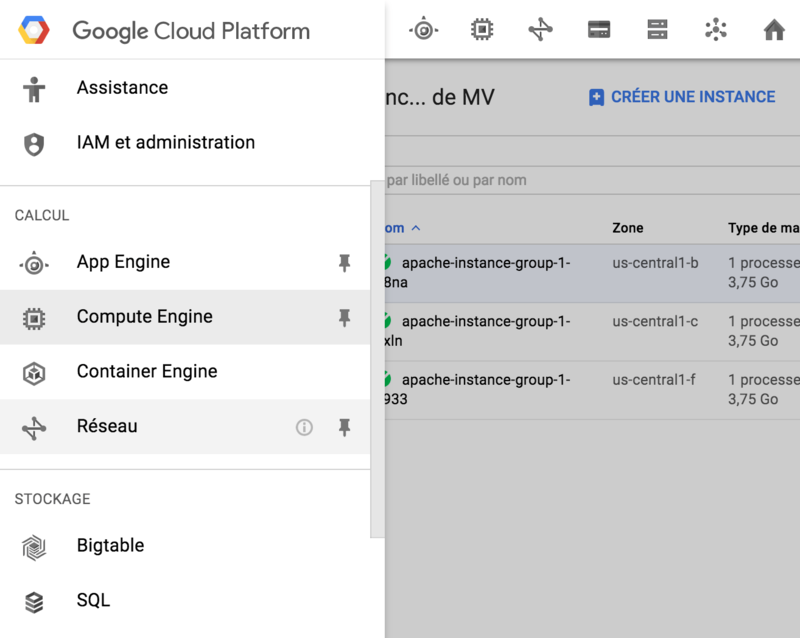 Google Cloud Platform
Assistance
IAM et administration
CALCUL
App Engine
Compute Engine
Container Engine
Réseau
STOCKAGE
Bigtable
SQL
nc... de MV
CRÉER UNE INSTANCE
par libellé ou par nom
om Zone Type de ma
apache-instance-group-1- us-central1-b 1 processe
8na 3,75 Go
apache-instance-group-1- us-central1-c 1 processe
xln 3,75 Go
apache-instance-group-1- us-central1-f 1 processe
933 3,75 Go